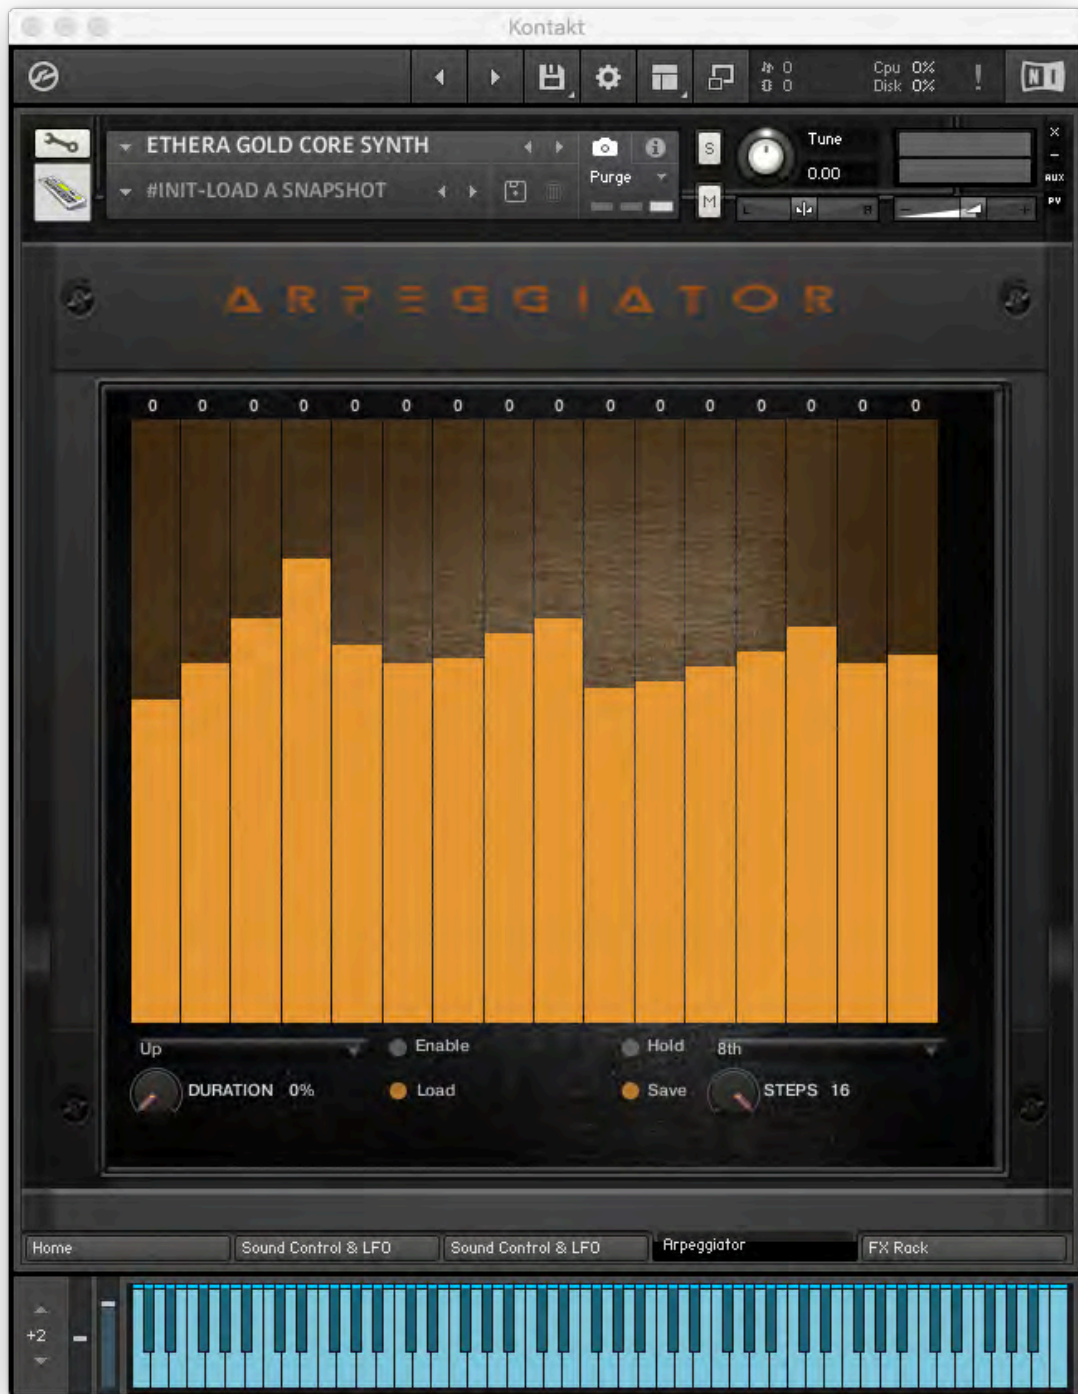 Kontakt
0 Cpu 0%
0 Disk 0% ! NI
ETHERA GOLD CORE SYNTH S Tune X
#INIT-LOAD A SNAPSHOT Purge M 0.00 AUX
L R - + PV
ARPEGGIATOR
0 0 0 0 0 0 0 0 0 0 0 0 0 0 0 0
Up Enable Hold 8th
DURATION 0% Load Save STEPS 16
Home Sound Control & LFO Sound Control & LFO Arpeggiator FX Rack
+2